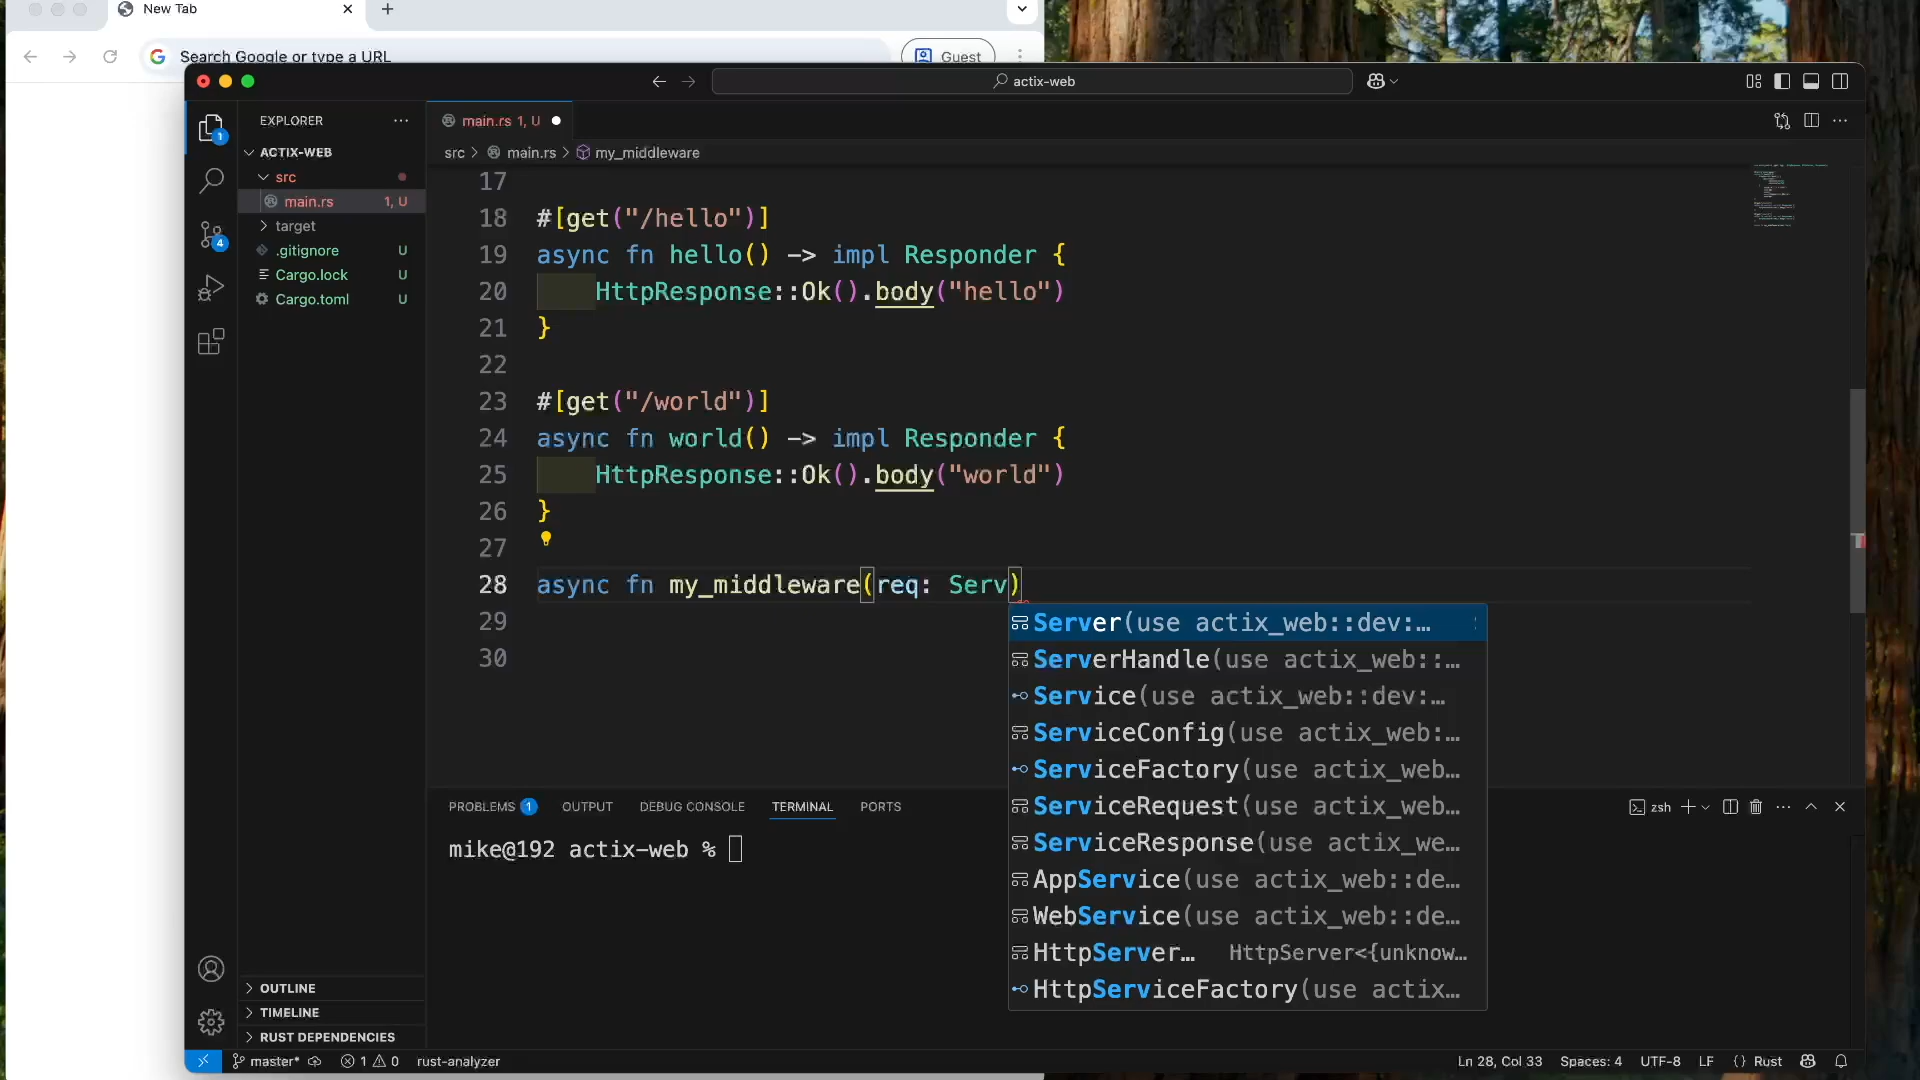 New Tab
Search Google or type a URL
Guest
actix-web
EXPLORER
ACTIX-WEB
src
main.rs 1, U
target
.gitignore U
Cargo.lock U
Cargo.toml U
OUTLINE
TIMELINE
RUST DEPENDENCIES
1
4
main.rs 1, U
src > main.rs > my_middleware
17
18 #[get("/hello")]
19 async fn hello() -> impl Responder {
20 HttpResponse::Ok().body("hello")
21 }
22
23 #[get("/world")]
24 async fn world() -> impl Responder {
25 HttpResponse::Ok().body("world")
26 }
27
28 async fn my_middleware(req: Serv)
29
30
Server(use actix_web::dev:…
ServerHandle(use actix_web::…
Service(use actix_web::dev:…
ServiceConfig(use actix_web:…
ServiceFactory(use actix_web…
ServiceRequest(use actix_web…
ServiceResponse(use actix_we…
AppService(use actix_web::de…
WebService(use actix_web::de…
HttpServer… HttpServer<{unknow…
HttpServiceFactory(use actix…
PROBLEMS 1 OUTPUT DEBUG CONSOLE TERMINAL PORTS
zsh
mike@192 actix-web %
master* 1 0 rust-analyzer
Ln 28, Col 33 Spaces: 4 UTF-8 LF {} Rust